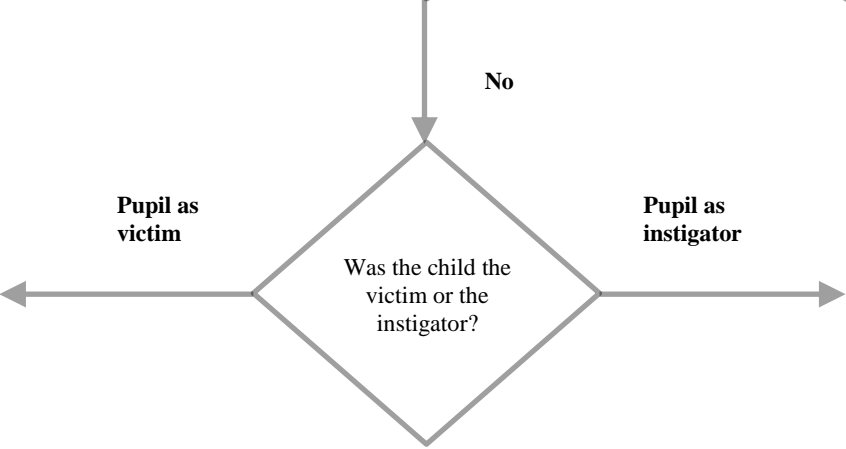 No
Pupil as
victim
Pupil as
instigator
Was the child the
victim or the
instigator?